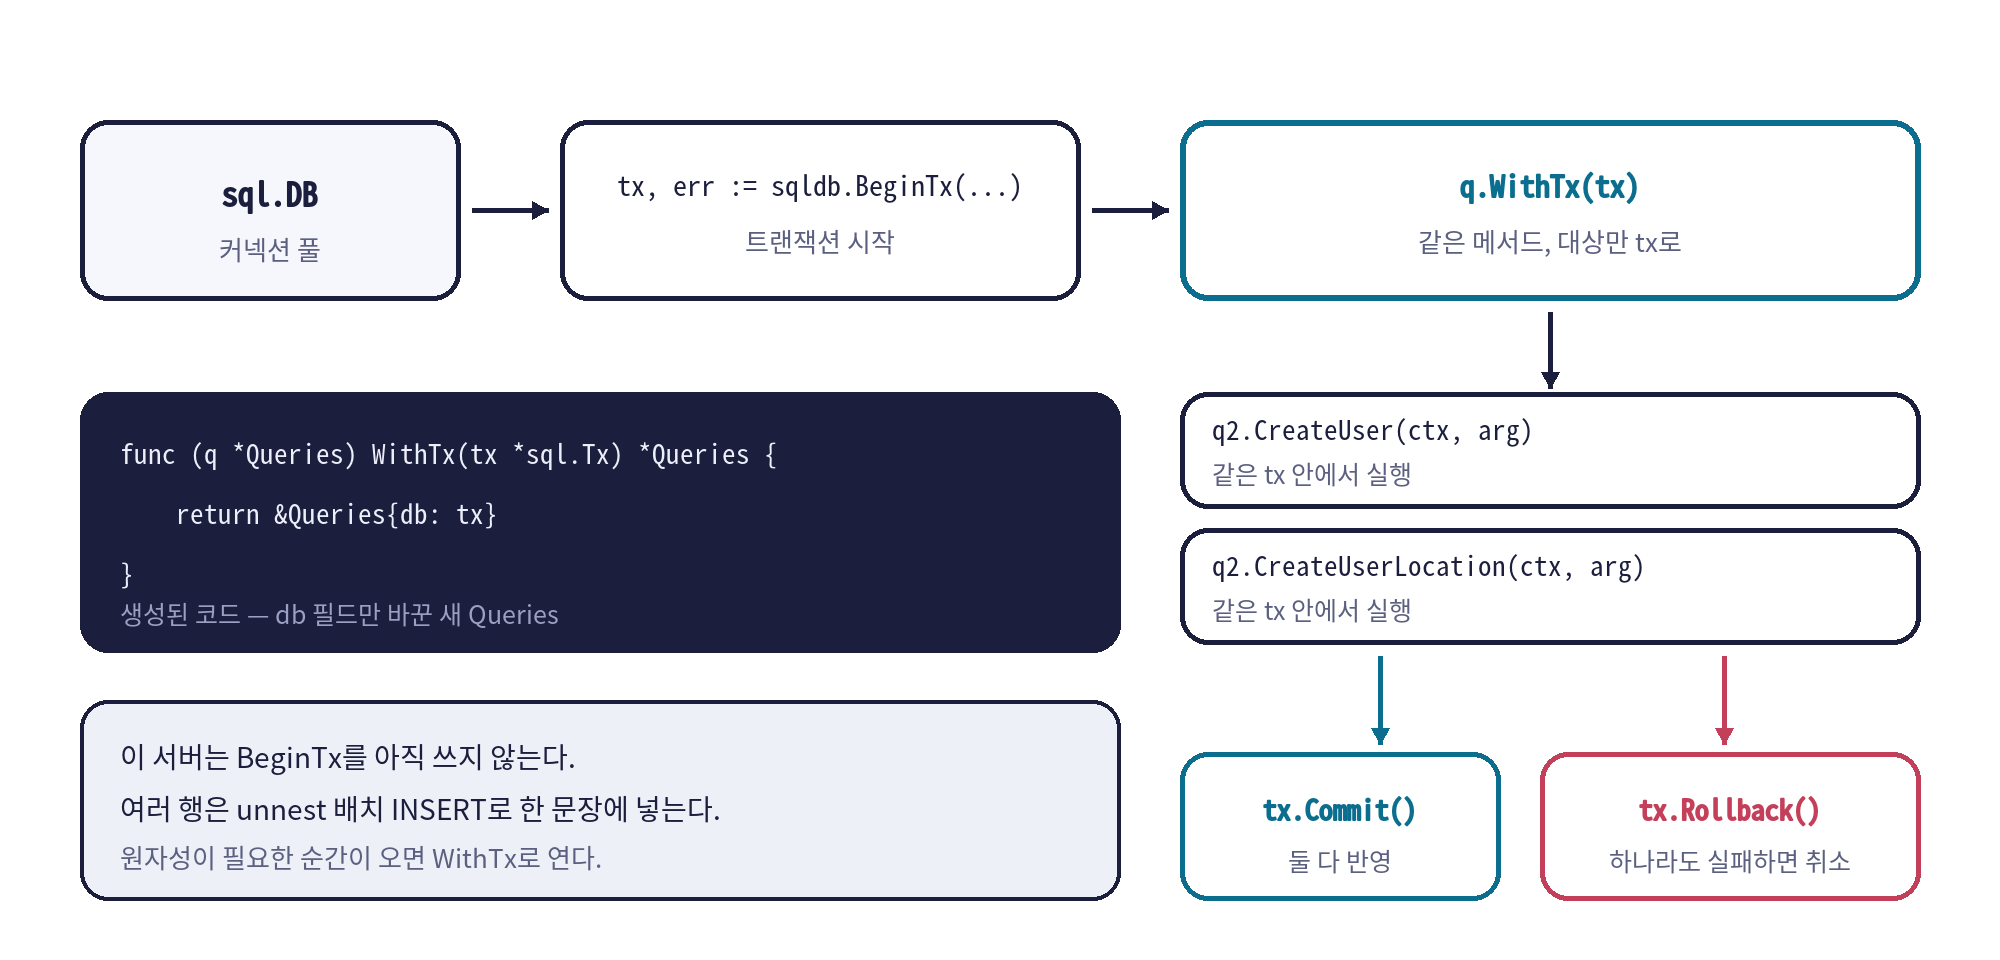 sql.DB
커넥션 풀
tx, err := sqldb.BeginTx(...)
트랜잭션 시작
q.WithTx(tx)
같은 메서드, 대상만 tx로
func (q *Queries) WithTx(tx *sql.Tx) *Queries {
    return &Queries{db: tx}
}
생성된 코드 — db 필드만 바꾼 새 Queries
q2.CreateUser(ctx, arg)
같은 tx 안에서 실행
q2.CreateUserLocation(ctx, arg)
같은 tx 안에서 실행
이 서버는 BeginTx를 아직 쓰지 않는다.
여러 행은 unnest 배치 INSERT로 한 문장에 넣는다.
원자성이 필요한 순간이 오면 WithTx로 연다.
tx.Commit()
둘 다 반영
tx.Rollback()
하나라도 실패하면 취소